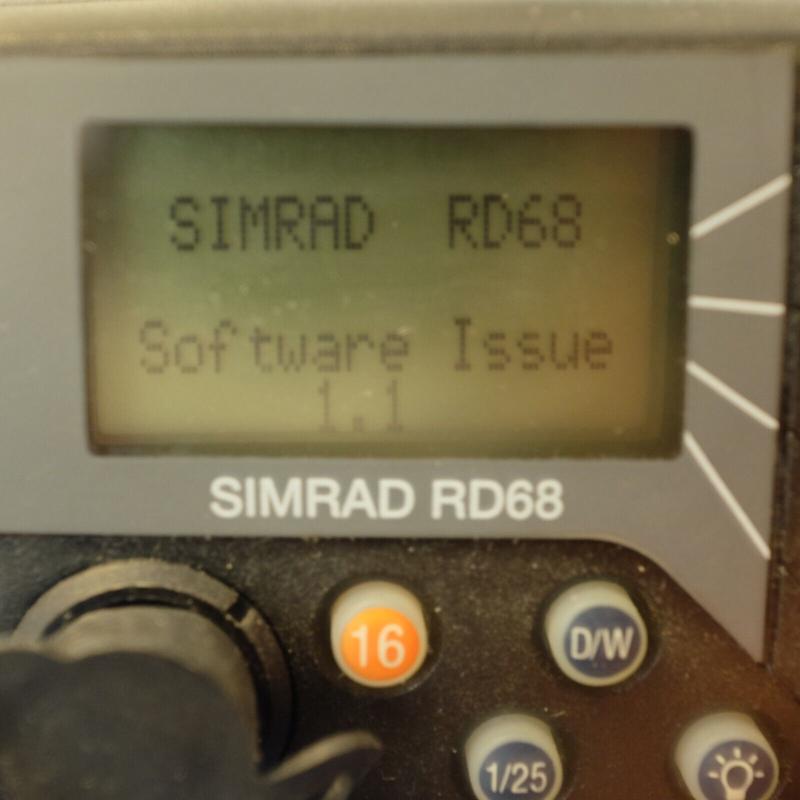 SIMRAD RD68
Software Issue
1.1
SIMRAD RD68
16
D/W
1/25